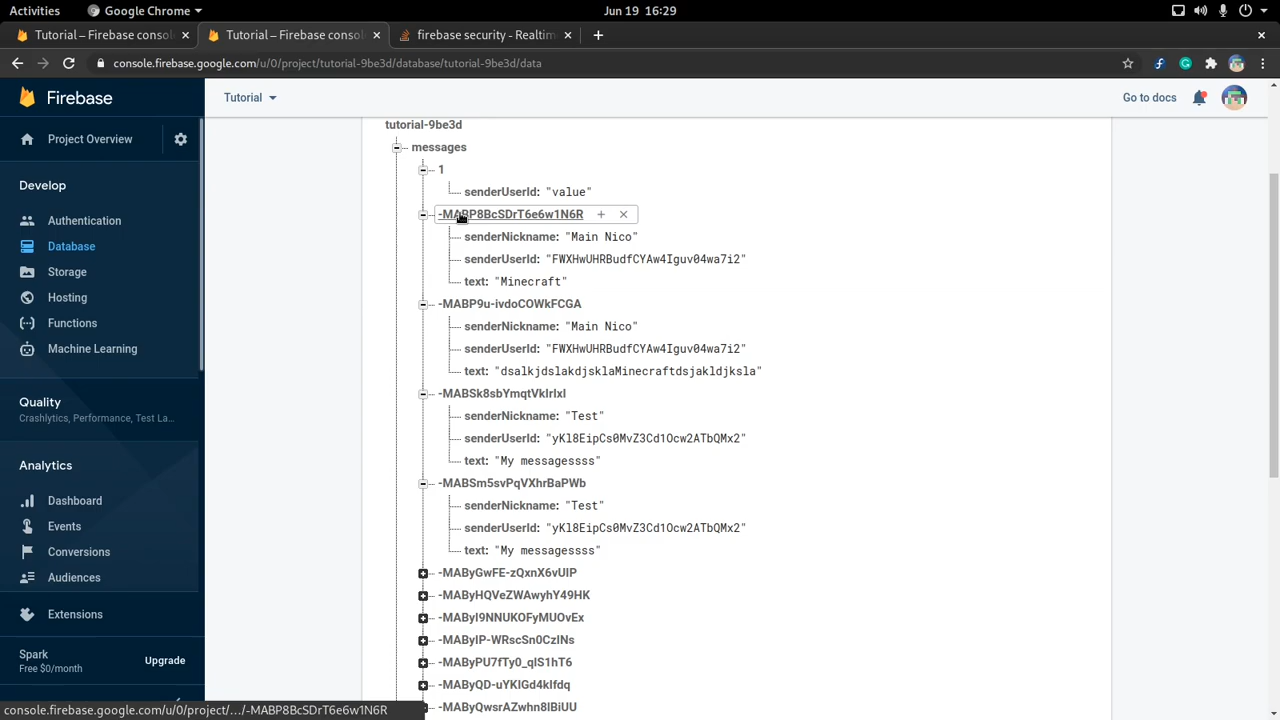 Activities
Google Chrome
Jun 19 16:29
Tutorial – Firebase consol
Tutorial – Firebase consol
firebase security - Realtim
console.firebase.google.com/u/0/project/tutorial-9be3d/database/tutorial-9be3d/data
Firebase
Tutorial
Go to docs
Project Overview
Develop
Authentication
Database
Storage
Hosting
Functions
Machine Learning
Quality
Crashlytics, Performance, Test La…
Analytics
Dashboard
Events
Conversions
Audiences
Extensions
Spark
Free $0/month
Upgrade
tutorial-9be3d
messages
1
senderUserId: "value"
-MABP8BcSDrT6e6w1N6R
senderNickname: "Main Nico"
senderUserId: "FWXHwUHRBudfCYAw4Iguv04wa7i2"
text: "Minecraft"
-MABP9u-ivdoCOWkFCGA
senderNickname: "Main Nico"
senderUserId: "FWXHwUHRBudfCYAw4Iguv04wa7i2"
text: "dsalkjdslakdjsklaMinecraftdsjakldjksla"
-MABSk8sbYmqtVkIrIxI
senderNickname: "Test"
senderUserId: "yKl8EipCs0MvZ3Cd1Ocw2ATbQMx2"
text: "My messagessss"
-MABSm5svPqVXhrBaPWb
senderNickname: "Test"
senderUserId: "yKl8EipCs0MvZ3Cd1Ocw2ATbQMx2"
text: "My messagessss"
-MAByGwFE-zQxnX6vUIP
-MAByHQVeZWAwyhY49HK
-MAByI9NNUKOFyMUOvEx
-MAByIP-WRscSn0CzINs
-MAByPU7fTy0_qIS1hT6
-MAByQD-uYKIGd4kIfdq
-MAByQwsrAZwhn8IBiUU
console.firebase.google.com/u/0/project/…/-MABP8BcSDrT6e6w1N6R